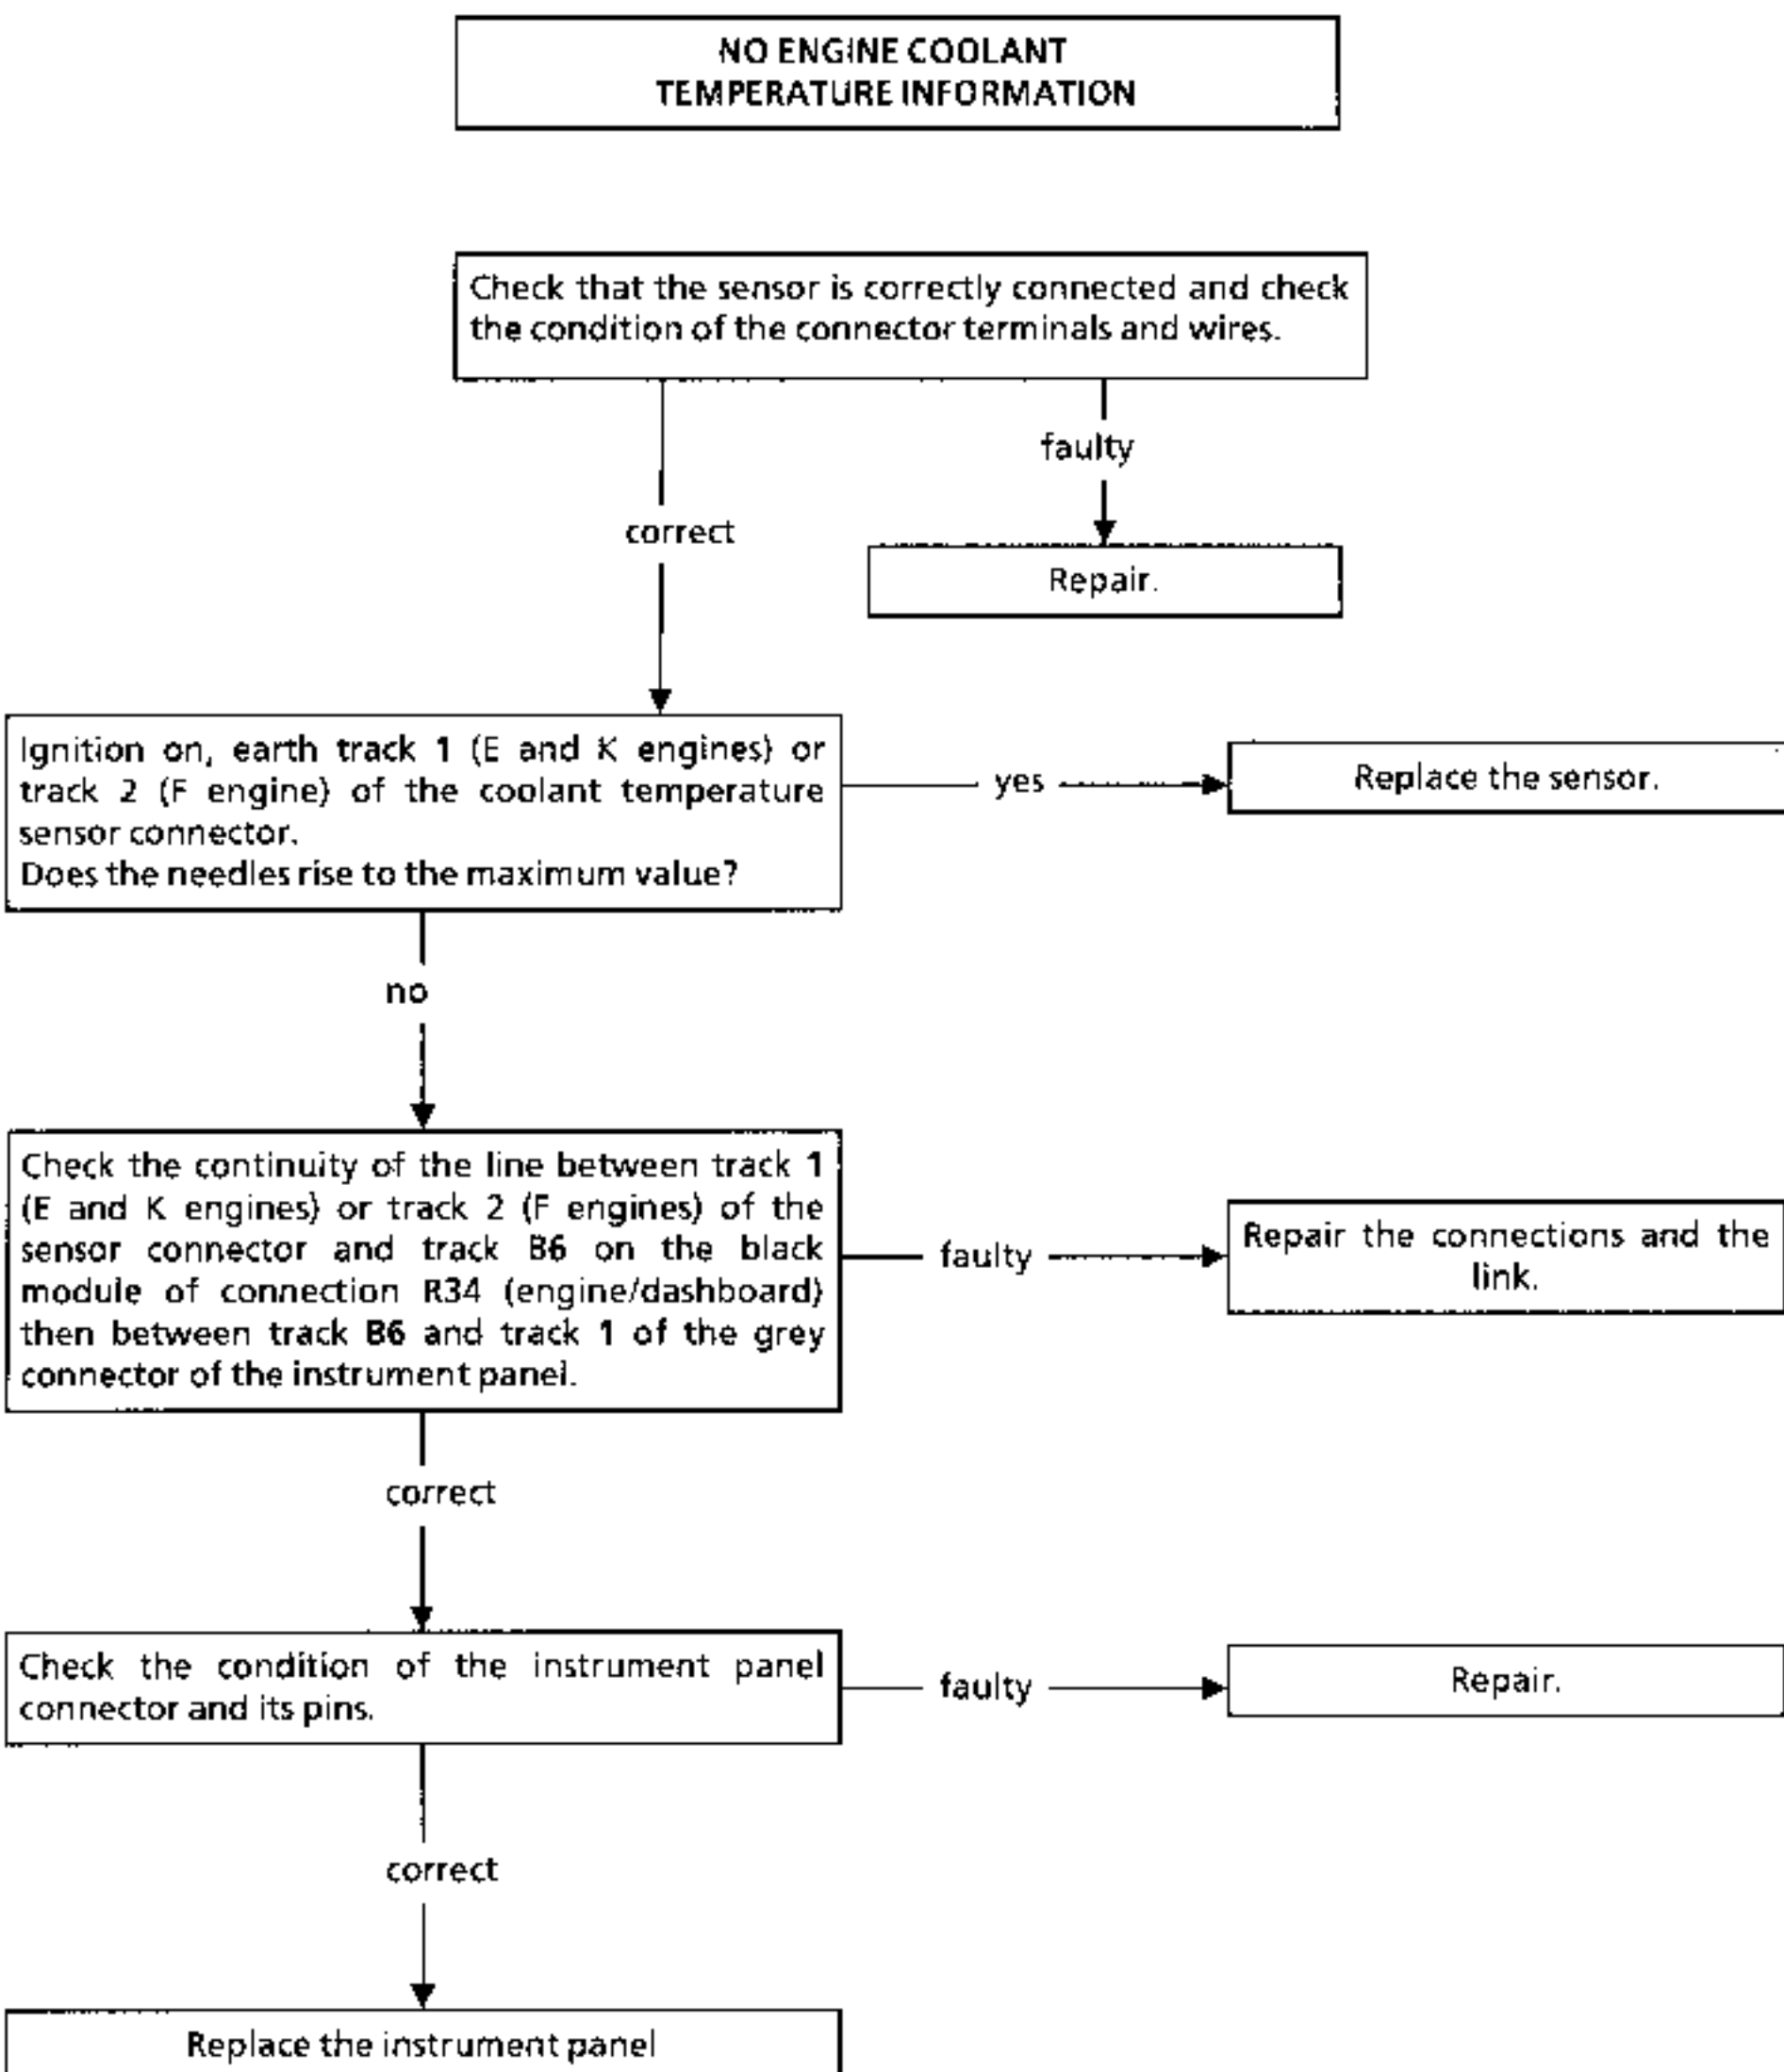 NO ENGINE COOLANT
TEMPERATURE INFORMATION
Check that the sensor is correctly connected and check
the condition of the connector terminals and wires.
faulty
correct
Repair.
Ignition on, earth track 1 (E and K engines) or
track 2 (F engine) of the coolant temperature
sensor connector.
Does the needles rise to the maximum value?
yes
Replace the sensor.
no
Check the continuity of the line between track 1
(E and K engines) or track 2 (F engines) of the
sensor connector and track B6 on the black
module of connection R34 (engine/dashboard)
then between track B6 and track 1 of the grey
connector of the instrument panel.
faulty
Repair the connections and the
link.
correct
Check the condition of the instrument panel
connector and its pins.
faulty
Repair.
correct
Replace the instrument panel